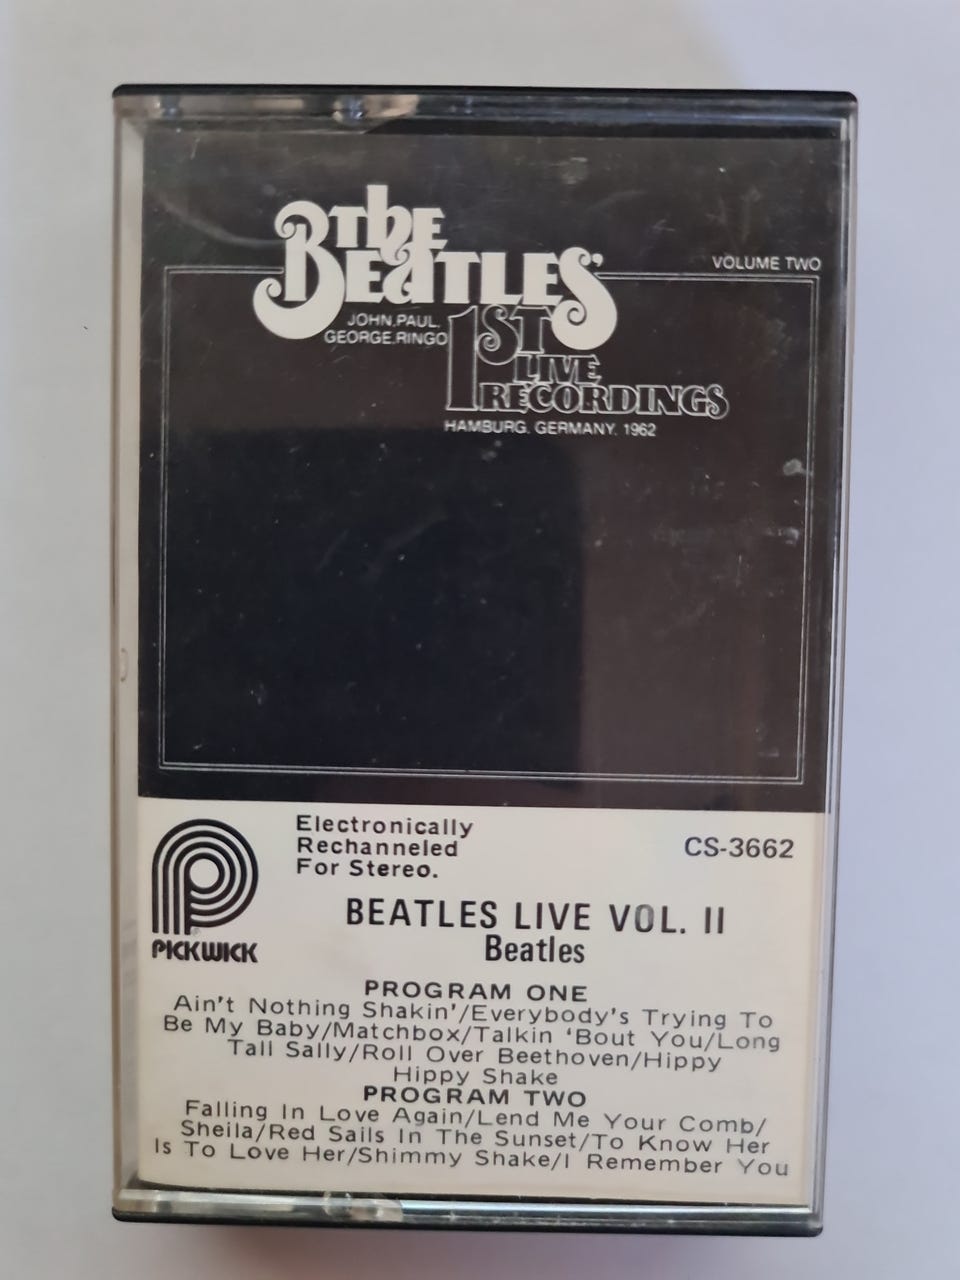 The Beatles'
VOLUME TWO
JOHN, PAUL,
GEORGE, RINGO
1ST
LIVE
RECORDINGS
HAMBURG, GERMANY, 1962
Electronically
Rechanneled
For Stereo.
CS-3662
PICKWICK
BEATLES LIVE VOL. II
Beatles
PROGRAM ONE
Ain't Nothing Shakin'/Everybody's Trying To
Be My Baby/Matchbox/Talkin 'Bout You/Long
Tall Sally/Roll Over Beethoven/Hippy
Hippy Shake
PROGRAM TWO
Falling In Love Again/Lend Me Your Comb/
Sheila/Red Sails In The Sunset/To Know Her
Is To Love Her/Shimmy Shake/I Remember You